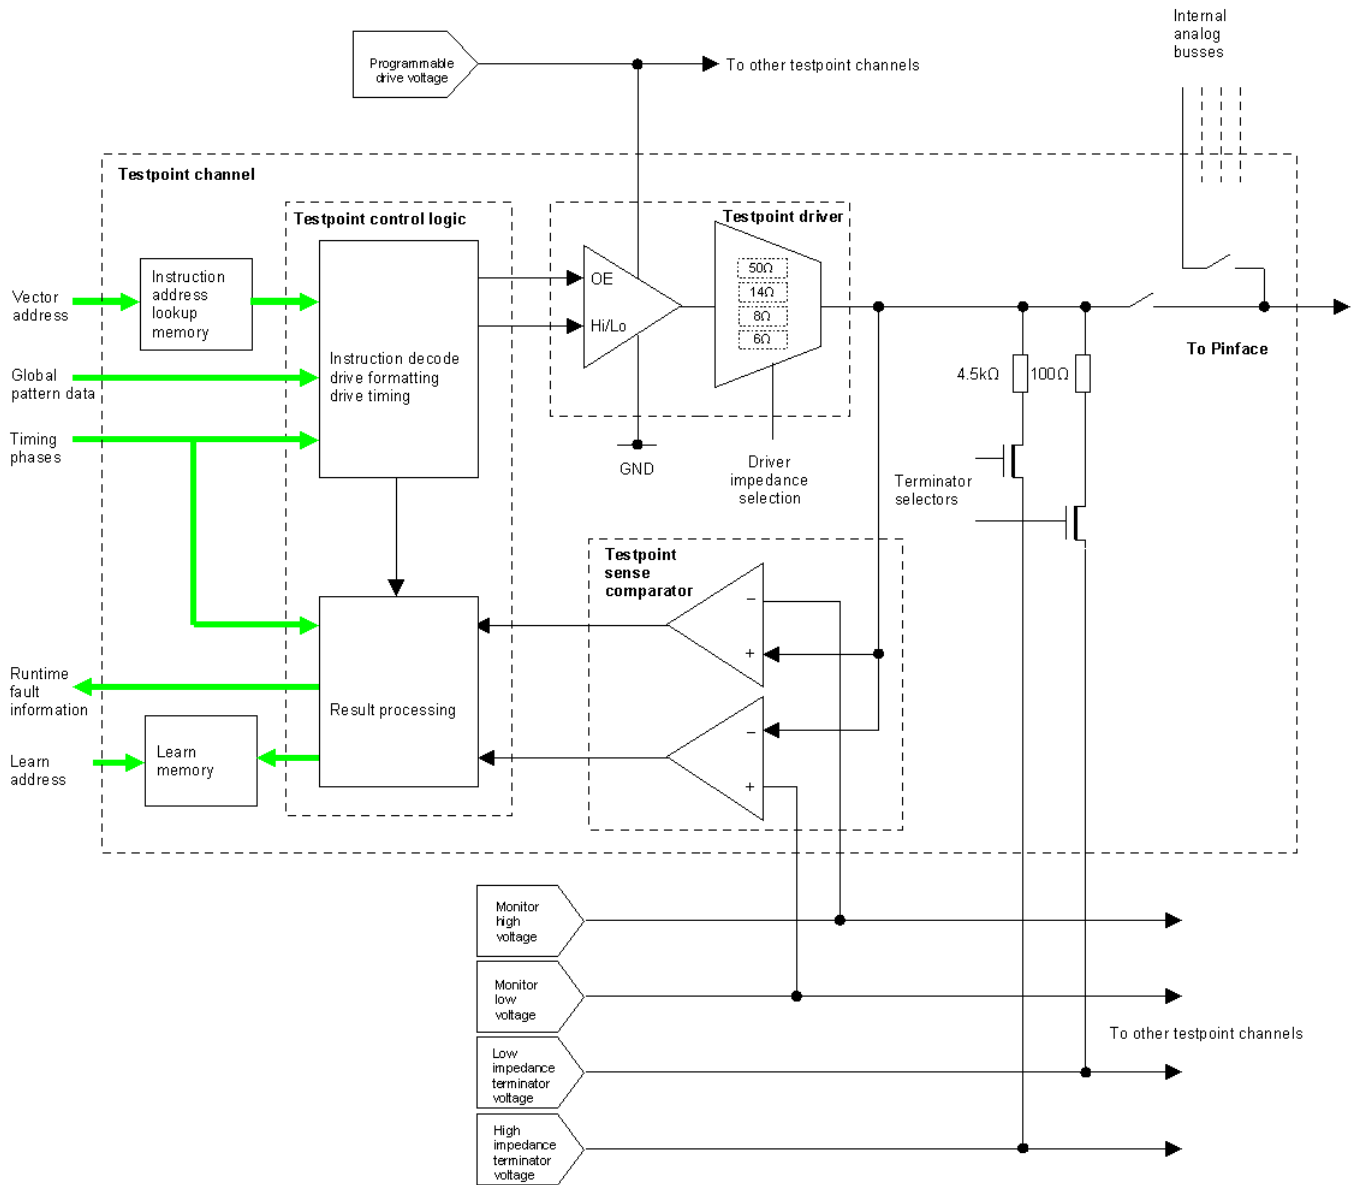 Internal
analog
busses
Programmable
drive voltage
To other testpoint channels
Testpoint channel
Testpoint control logic
Testpoint driver
Instruction
address
lookup
memory
Vector
address
OE
Hi/Lo
50Ω
14Ω
8Ω
6Ω
Instruction decode
drive formatting
drive timing
To Pinface
Global
pattern data
4.5kΩ
100Ω
Timing
phases
GND
Driver
impedance
selection
Terminator
selectors
Testpoint
sense
comparator
−
+
Runtime
fault
information
Result processing
−
+
Learn
address
Learn
memory
Monitor
high
voltage
Monitor
low
voltage
To other testpoint channels
Low
impedance
terminator
voltage
High
impedance
terminator
voltage